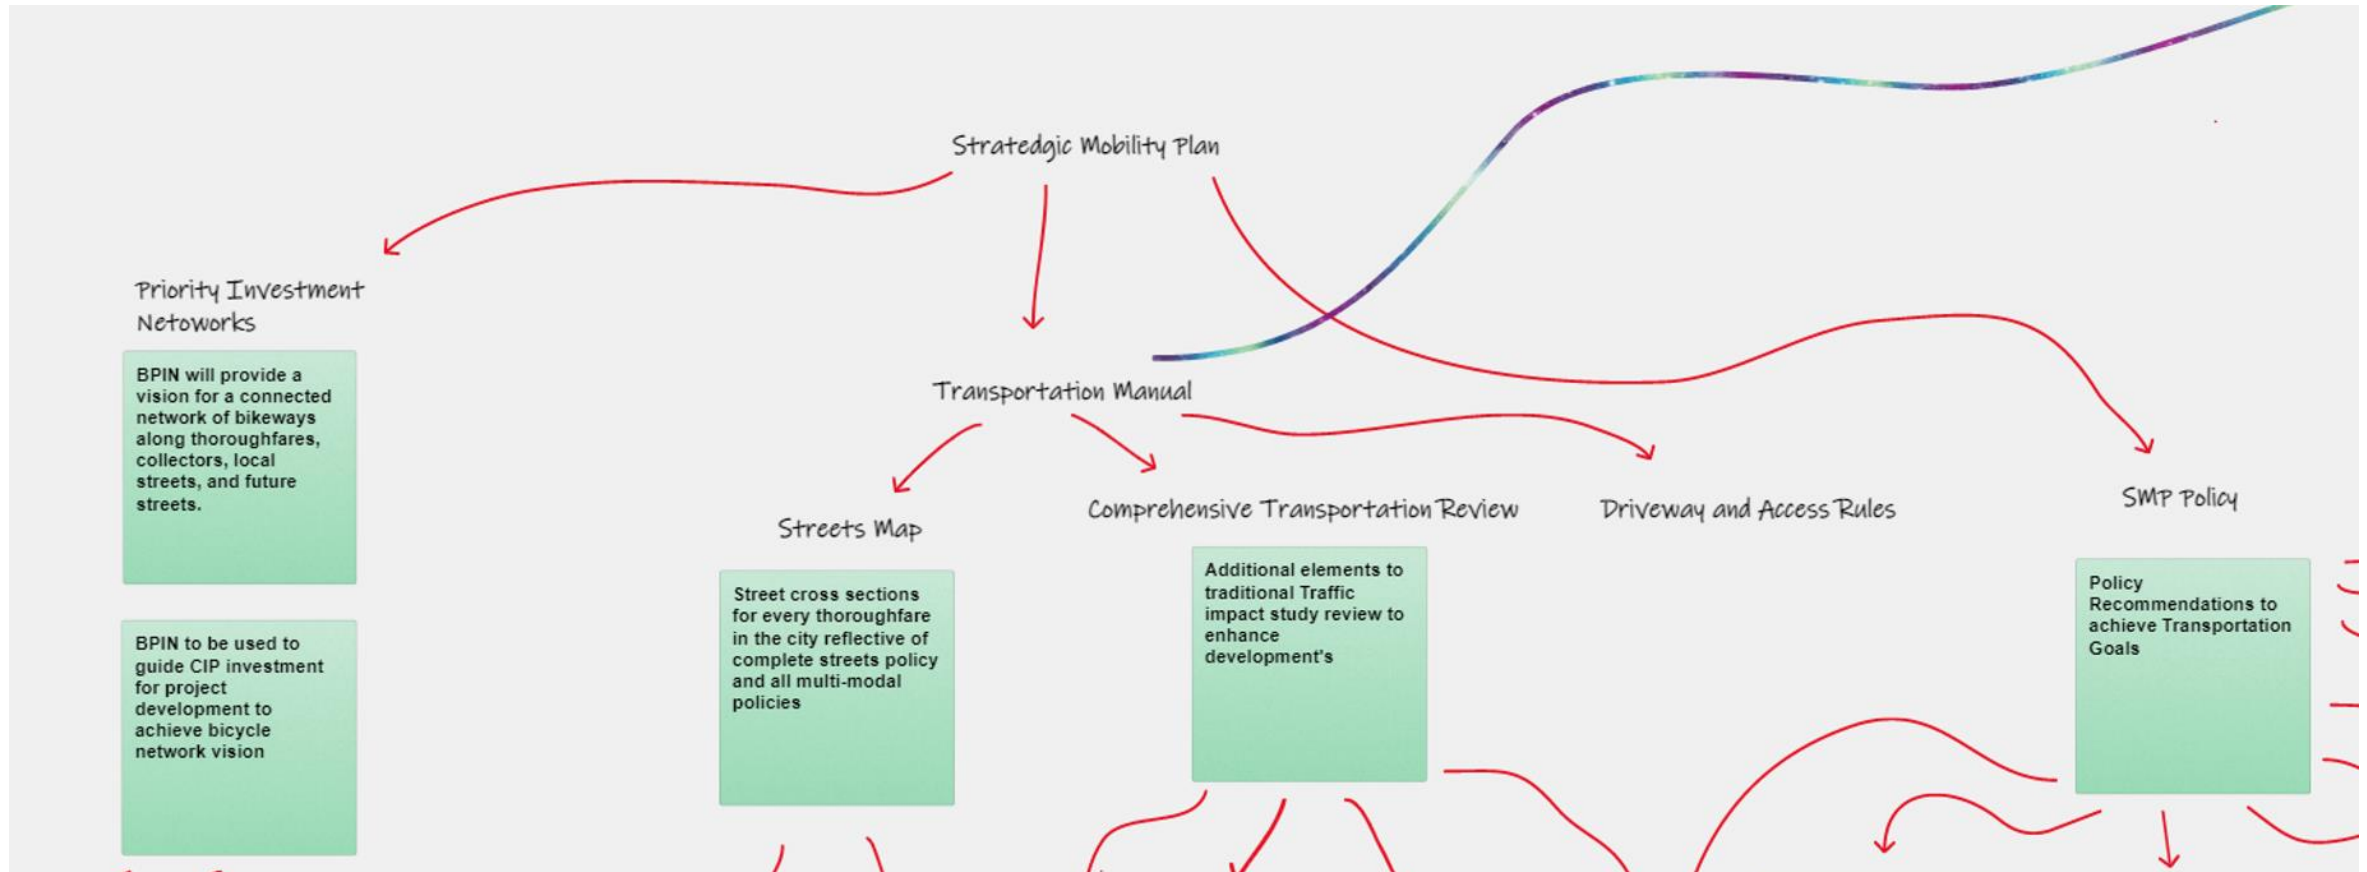 Stratedgic Mobility Plan
Priority Investment
Netoworks
BPIN will provide a
vision for a connected
network of bikeways
along thoroughfares,
collectors, local
streets, and future
streets.
BPIN to be used to
guide CIP investment
for project
development to
achieve bicycle
network vision
Transportation Manual
Streets Map
Street cross sections
for every thoroughfare
in the city reflective of
complete streets policy
and all multi-modal
policies
Comprehensive Transportation Review
Additional elements to
traditional Traffic
impact study review to
enhance
development's
Driveway and Access Rules
SMP Policy
Policy
Recommendations to
achieve Transportation
Goals